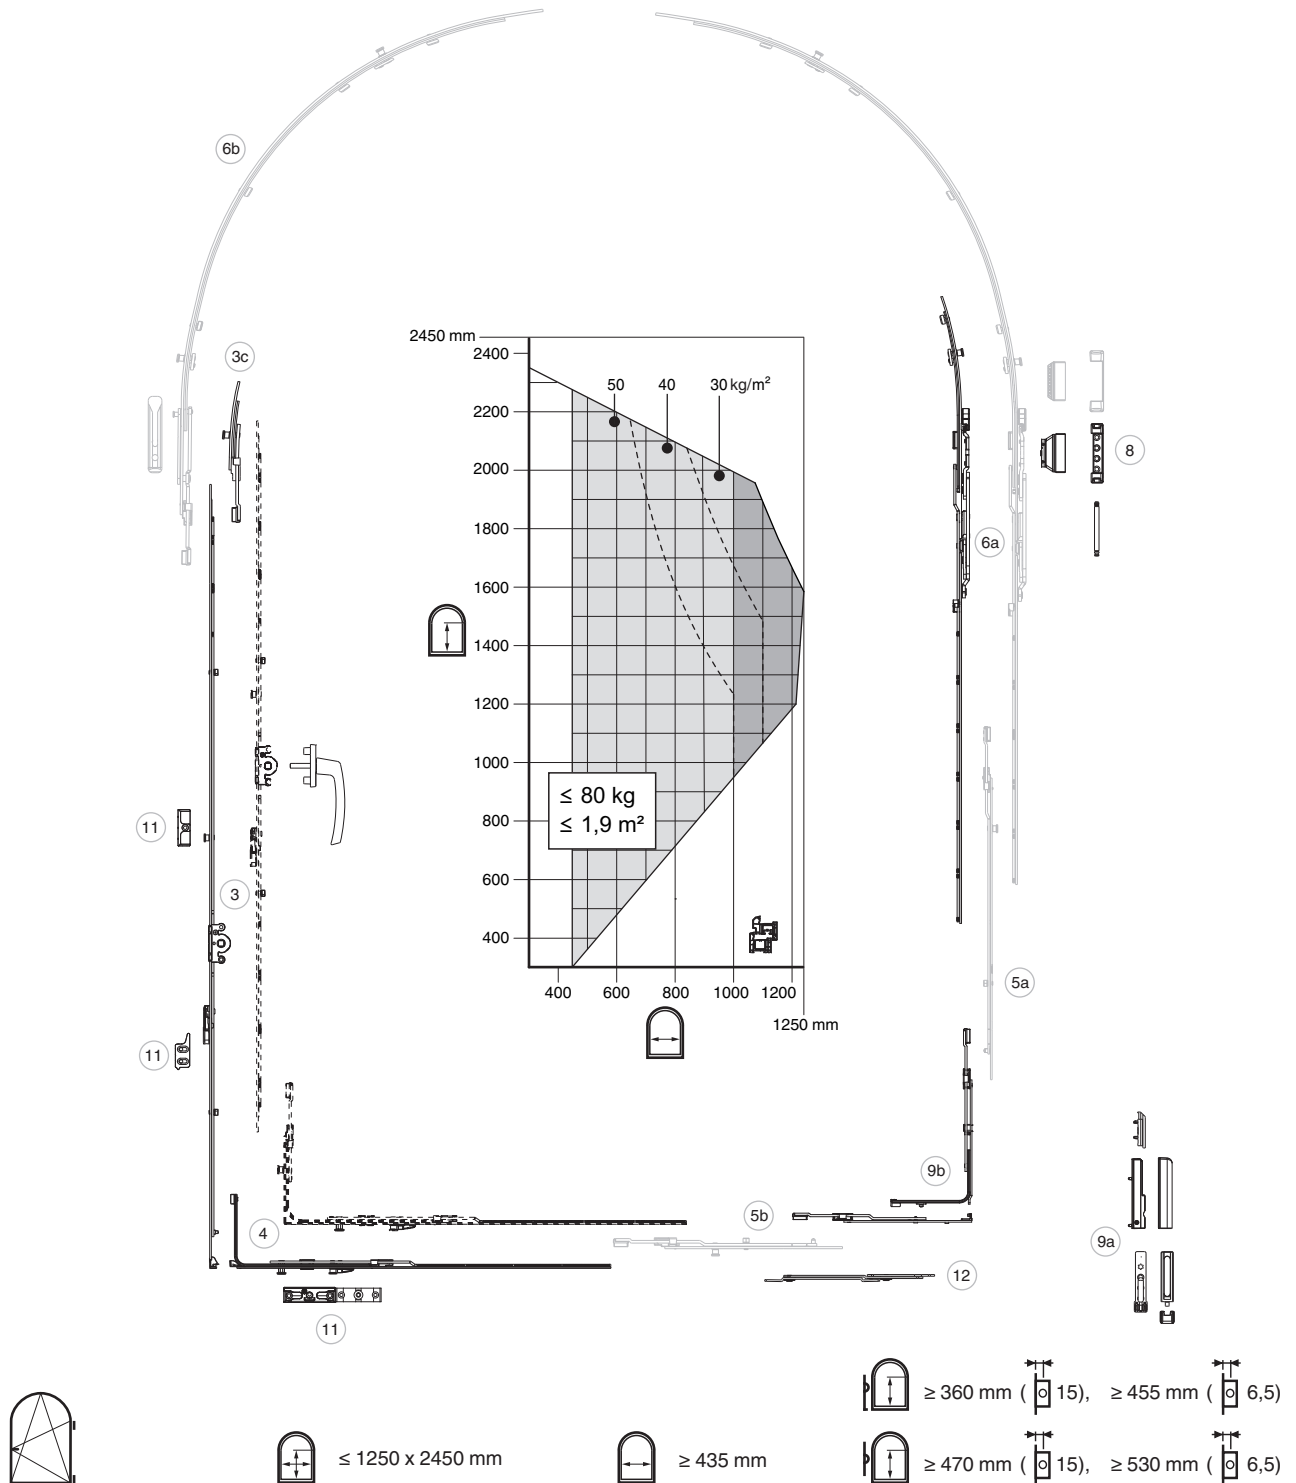 6b
2450 mm
2400
3c
50
40
30 kg/m²
2200
8
2000
1800
6a
1600
1400
1200
1000
≤ 80 kg
800
≤ 1,9 m²
11
3
600
400
5a
400
600
800
1000
1200
1250 mm
11
9b
5b
4
9a
12
11
≥ 360 mm ( 15), ≥ 455 mm ( 6,5)
≤ 1250 x 2450 mm
≥ 435 mm
≥ 470 mm ( 15), ≥ 530 mm ( 6,5)